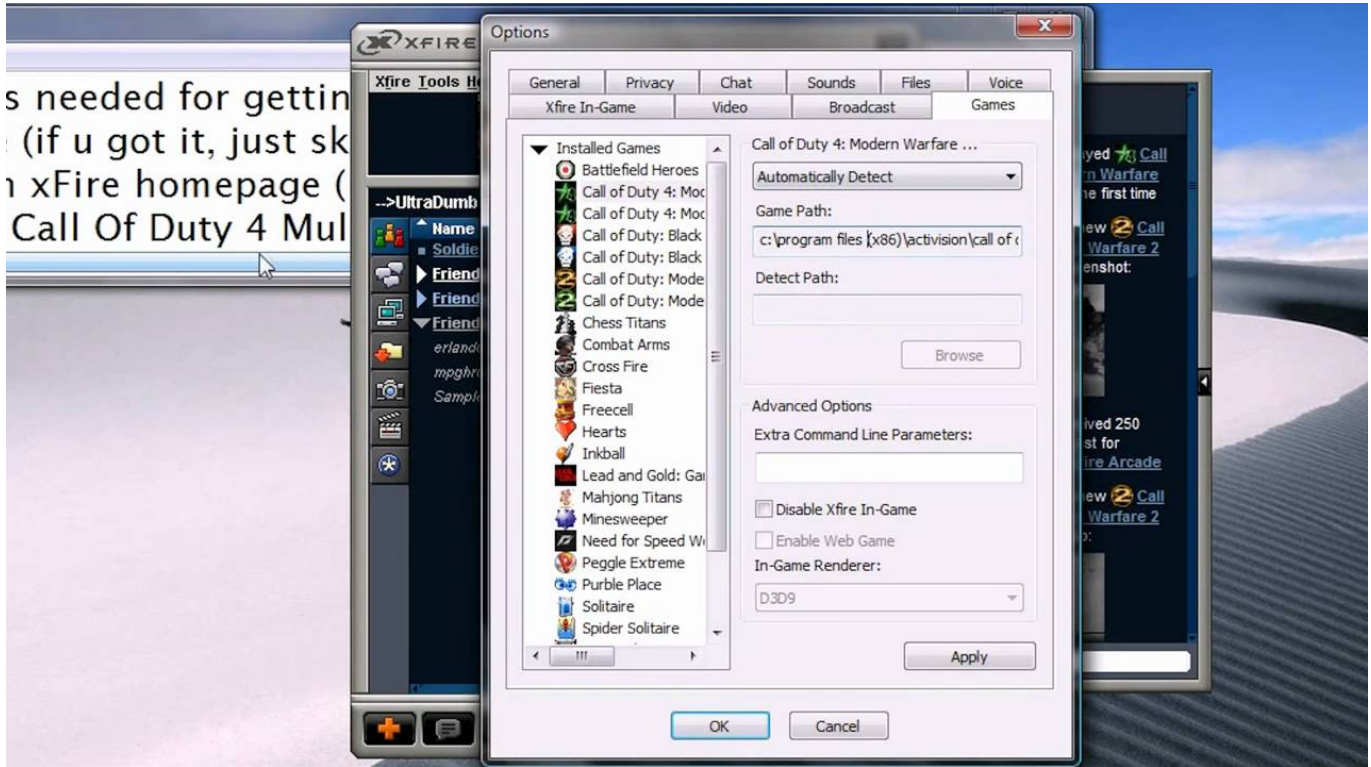 s needed for gettin
(if u got it, just sk
n xFire homepage (
Call Of Duty 4 Mul
XFIRE
Xfire Tools
-->UltraDumb
Name
Soldie
Friend
Friend
Friend
erland
mpghr
Sampl
Options
General Privacy Chat Sounds Files Voice
Xfire In-Game Video Broadcast Games
Installed Games
Battlefield Heroes
Call of Duty 4: Mod
Call of Duty 4: Mod
Call of Duty: Black
Call of Duty: Black
Call of Duty: Mode
Call of Duty: Mode
Chess Titans
Combat Arms
Cross Fire
Fiesta
Freecell
Hearts
Inkball
Lead and Gold: Gai
Mahjong Titans
Minesweeper
Need for Speed W
Peggle Extreme
Purble Place
Solitaire
Spider Solitaire
Call of Duty 4: Modern Warfare ...
Automatically Detect
Game Path:
c:\program files (x86)\activision\call of d
Detect Path:
Browse
Advanced Options
Extra Command Line Parameters:
Disable Xfire In-Game
Enable Web Game
In-Game Renderer:
D3D9
Apply
OK Cancel
ayed Call
rn Warfare
he first time
ew Call
Warfare 2
enshot:
ived 250
st for
ire Arcade
ew Call
Warfare 2